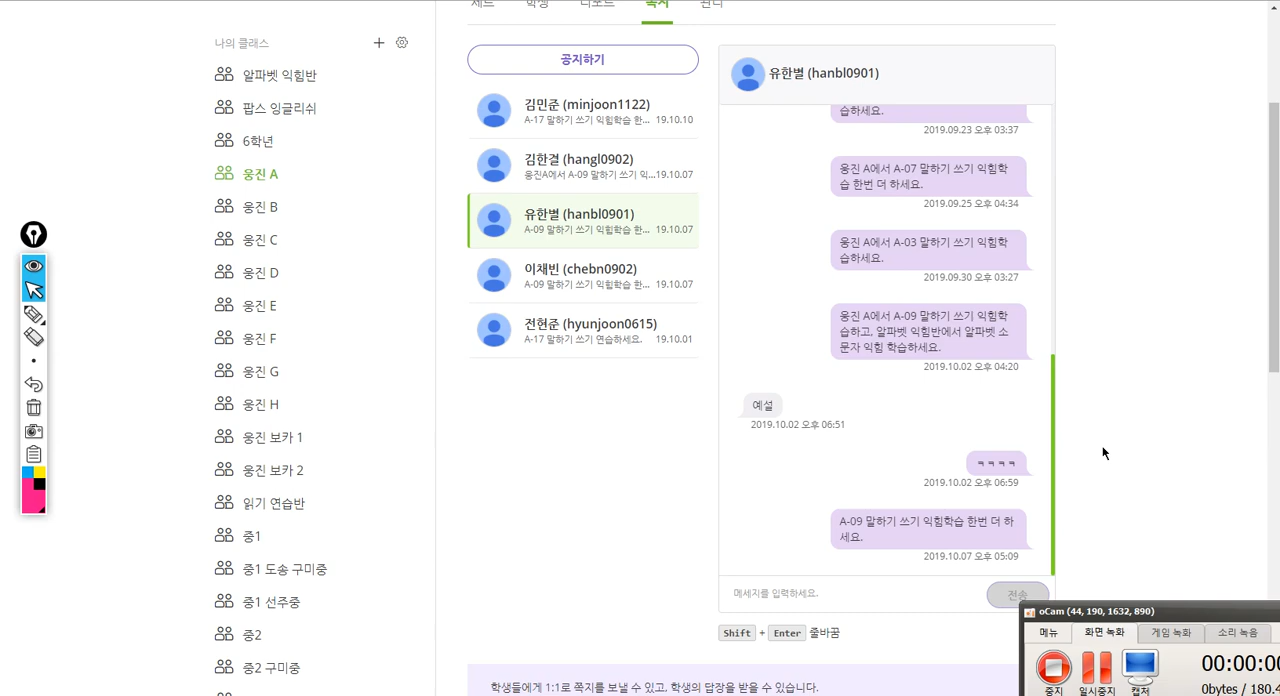 세트 학생 리포트 쪽지 관리
나의 클래스
알파벳 익힘반
팝스 잉글리쉬
6학년
웅진 A
웅진 B
웅진 C
웅진 D
웅진 E
웅진 F
웅진 G
웅진 H
웅진 보카 1
웅진 보카 2
읽기 연습반
중1
중1 도송 구미중
중1 선주중
중2
중2 구미중
공지하기
김민준 (minjoon1122)
A-17 말하기 쓰기 익힘학습 한... 19.10.10
김한결 (hangl0902)
웅진A에서 A-09 말하기 쓰기 익...19.10.07
유한별 (hanbl0901)
A-09 말하기 쓰기 익힘학습 한... 19.10.07
이채빈 (chebn0902)
A-09 말하기 쓰기 익힘학습 한... 19.10.07
전현준 (hyunjoon0615)
A-17 말하기 쓰기 연습하세요. 19.10.01
유한별 (hanbl0901)
습하세요.
2019.09.23 오후 03:37
웅진 A에서 A-07 말하기 쓰기 익힘학
습 한번 더 하세요.
2019.09.25 오후 04:34
웅진 A에서 A-03 말하기 쓰기 익힘학
습하세요.
2019.09.30 오후 03:27
웅진 A에서 A-09 말하기 쓰기 익힘학
습하고, 알파벳 익힘반에서 알파벳 소
문자 익힘 학습하세요.
2019.10.02 오후 04:20
예설
2019.10.02 오후 06:51
ㅋㅋㅋㅋ
2019.10.02 오후 06:59
A-09 말하기 쓰기 익힘학습 한번 더 하
세요.
2019.10.07 오후 05:09
메세지를 입력하세요.
전송
Shift + Enter 줄바꿈
학생들에게 1:1로 쪽지를 보낼 수 있고, 학생의 답장을 받을 수 있습니다.
oCam (44, 190, 1632, 890)
메뉴 화면 녹화 게임 녹화 소리 녹음
중지 일시중지 캡처
00:00:0
0bytes / 180.4